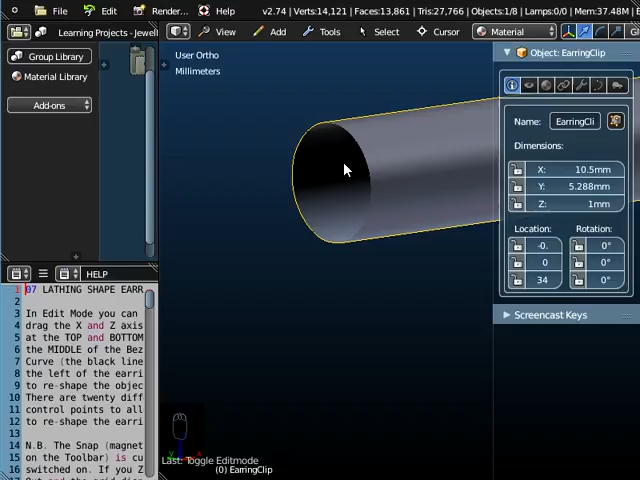 File
Edit
Render..
Help
v2.74 | Verts:14,121 | Faces:13,861 | Tris:27,766 | Objects:1/8 | Lamps:0/0 | Mem:37.48M
Learning Projects - Jewell
View
Add
Tools
Select
Cursor
Material
Gl
Group Library
Material Library
Add-ons
User Ortho
Millimeters
Object: EarringClip
Name:
EarringCli
Dimensions:
X: 10.5mm
Y: 5.288mm
Z: 1mm
Location:
Rotation:
-0.
0°
0
0°
34
0°
Screencast Keys
HELP
1 07 LATHING SHAPE EARR
2
3 In Edit Mode you can
4 drag the X and Z axis
5 at the TOP and BOTTOM
6 the MIDDLE of the Bez
7 Curve (the black line
8 the left of the earri
9 to re-shape the objec
10 There are twenty diff
11 control points to all
12 to re-shape the earri
13
14 N.B. The Snap (magnet
15 on the Toolbar) is cu
16 switched on. If you Z
Last: Toggle Editmode
(0) EarringClip